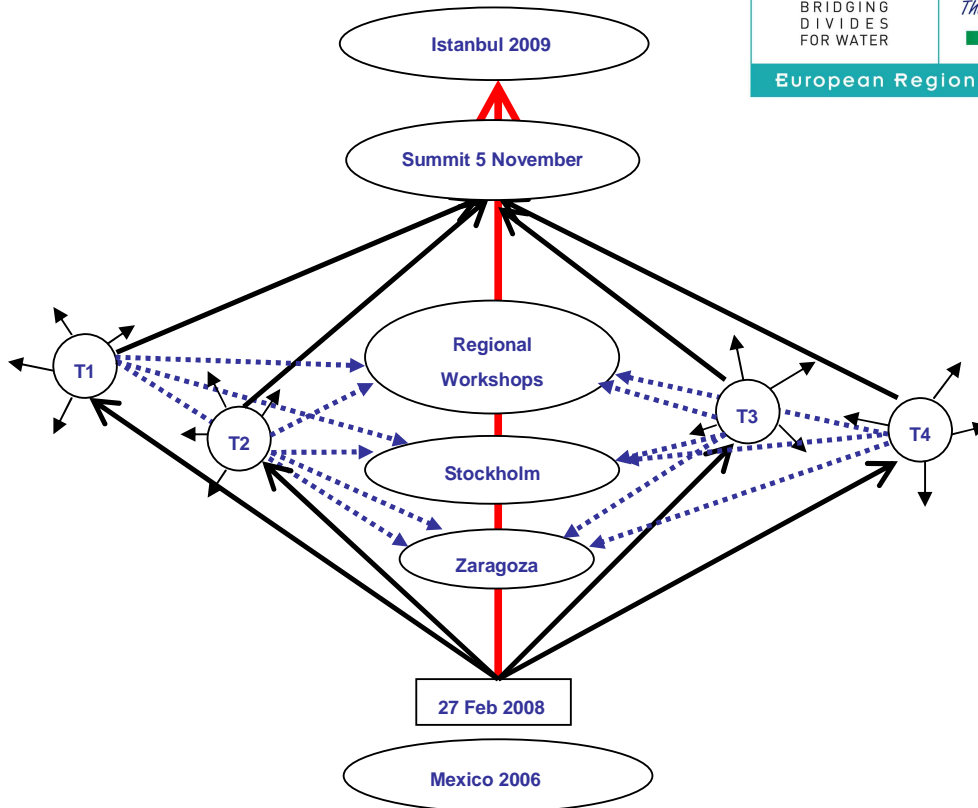 BRIDGING
DIVIDES
FOR WATER
European Region
Istanbul 2009
Summit 5 November
Regional
Workshops
T1
T2
T3
T4
Stockholm
Zaragoza
27 Feb 2008
Mexico 2006